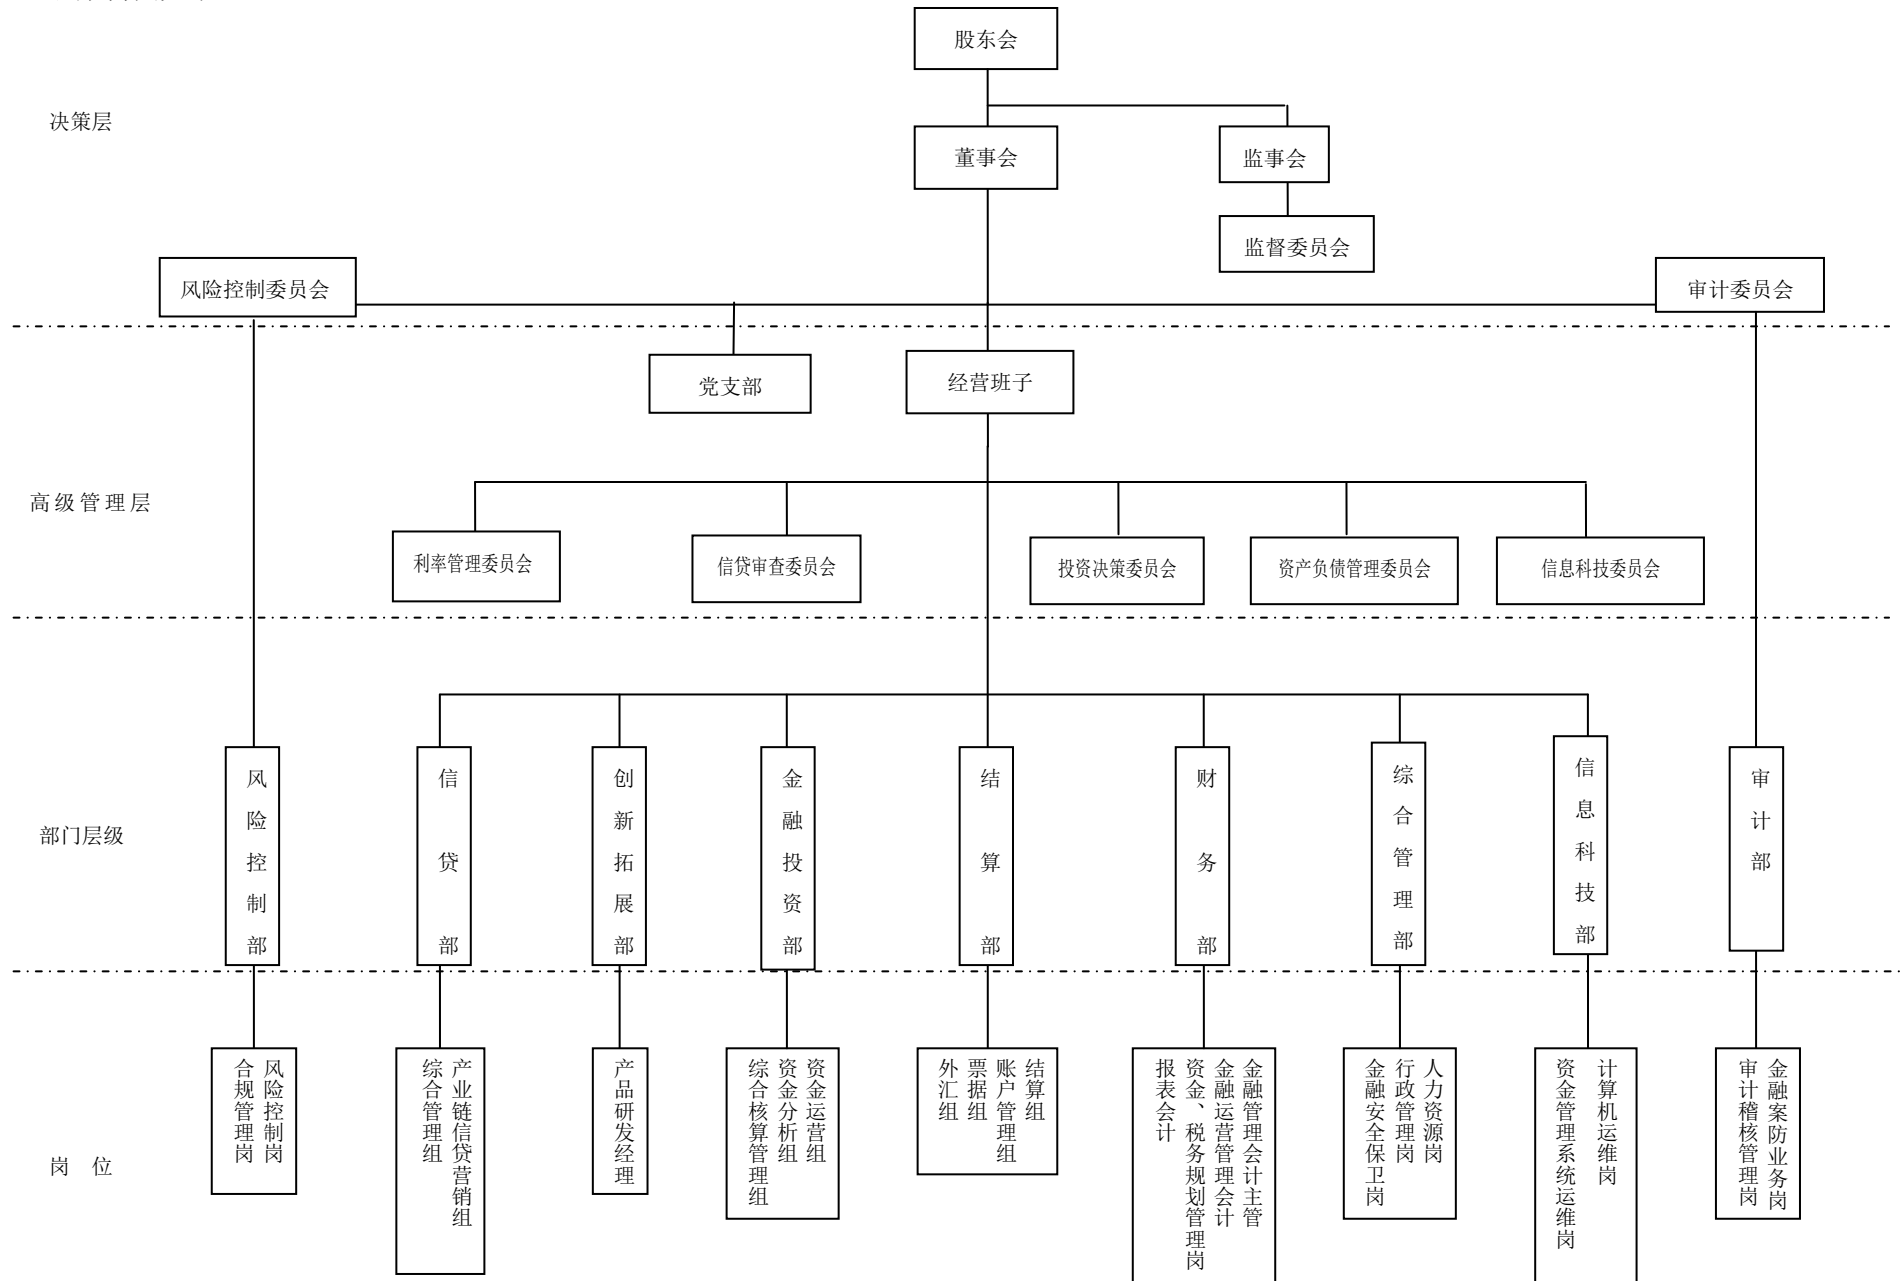 股东会
决策层
董事会
监事会
监督委员会
风险控制委员会
审计委员会
党支部
经营班子
高级管理层
利率管理委员会
信贷审查委员会
投资决策委员会
资产负债管理委员会
信息科技委员会
部门层级
风险控制部
信贷部
创新拓展部
金融投资部
结算部
财务部
综合管理部
信息科技部
审计部
岗 位
风险控制岗
合规管理岗
产业链信贷营销组
综合管理组
产品研发经理
资金运营组
资金分析组
综合核算管理组
结算组
账户管理组
票据组
外汇组
金融管理会计主管
金融运营管理会计
资金、税务规划管理岗
报表会计
人力资源岗
行政管理岗
金融安全保卫岗
计算机运维岗
资金管理系统运维岗
金融案防业务岗
审计稽核管理岗